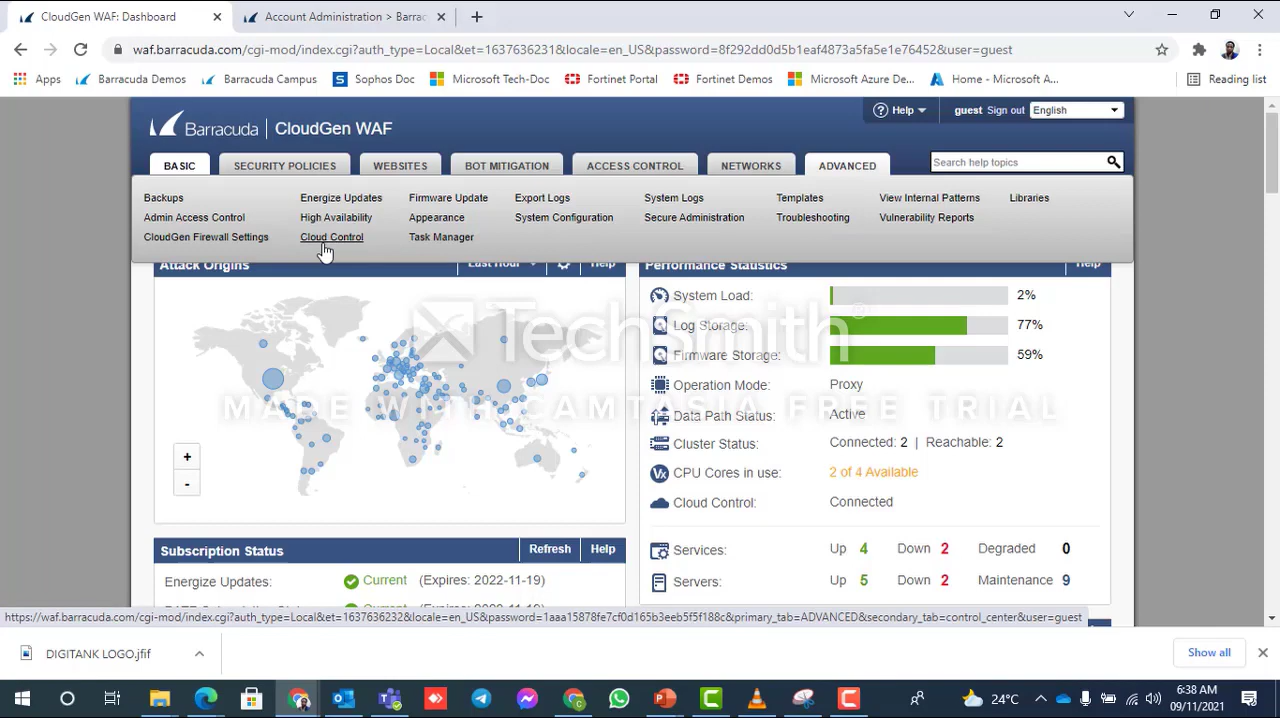 CloudGen WAF: Dashboard
Account Administration > Barrac
waf.barracuda.com/cgi-mod/index.cgi?auth_type=Local&et=1637636231&locale=en_US&password=8f292dd0d5b1eaf4873a5fa5e1e76452&user=guest
Apps Barracuda Demos Barracuda Campus Sophos Doc Microsoft Tech-Doc Fortinet Portal Fortinet Demos Microsoft Azure De... Home - Microsoft A... Reading list
Barracuda CloudGen WAF
Help guest Sign out English
BASIC SECURITY POLICIES WEBSITES BOT MITIGATION ACCESS CONTROL NETWORKS ADVANCED Search help topics
Backups Energize Updates Firmware Update Export Logs System Logs Templates View Internal Patterns Libraries
Admin Access Control High Availability Appearance System Configuration Secure Administration Troubleshooting Vulnerability Reports
CloudGen Firewall Settings Cloud Control Task Manager
Attack Origins Last Hour Help Performance Statistics Help
System Load: 2%
Log Storage: 77%
Firmware Storage: 59%
Operation Mode: Proxy
Data Path Status: Active
Cluster Status: Connected: 2 | Reachable: 2
CPU Cores in use: 2 of 4 Available
Cloud Control: Connected
+
-
TechSmith®
MADE WITH CAMTASIA FREE TRIAL
Subscription Status Refresh Help
Energize Updates: Current (Expires: 2022-11-19)
Services: Up 4 Down 2 Degraded 0
Servers: Up 5 Down 2 Maintenance 9
https://waf.barracuda.com/cgi-mod/index.cgi?auth_type=Local&et=1637636232&locale=en_US&password=1aaa15878fe7cf0d165b3eeb5f5f188c&primary_tab=ADVANCED&secondary_tab=control_center&user=guest
DIGITANK LOGO.jfif
Show all
24°C
6:38 AM
09/11/2021